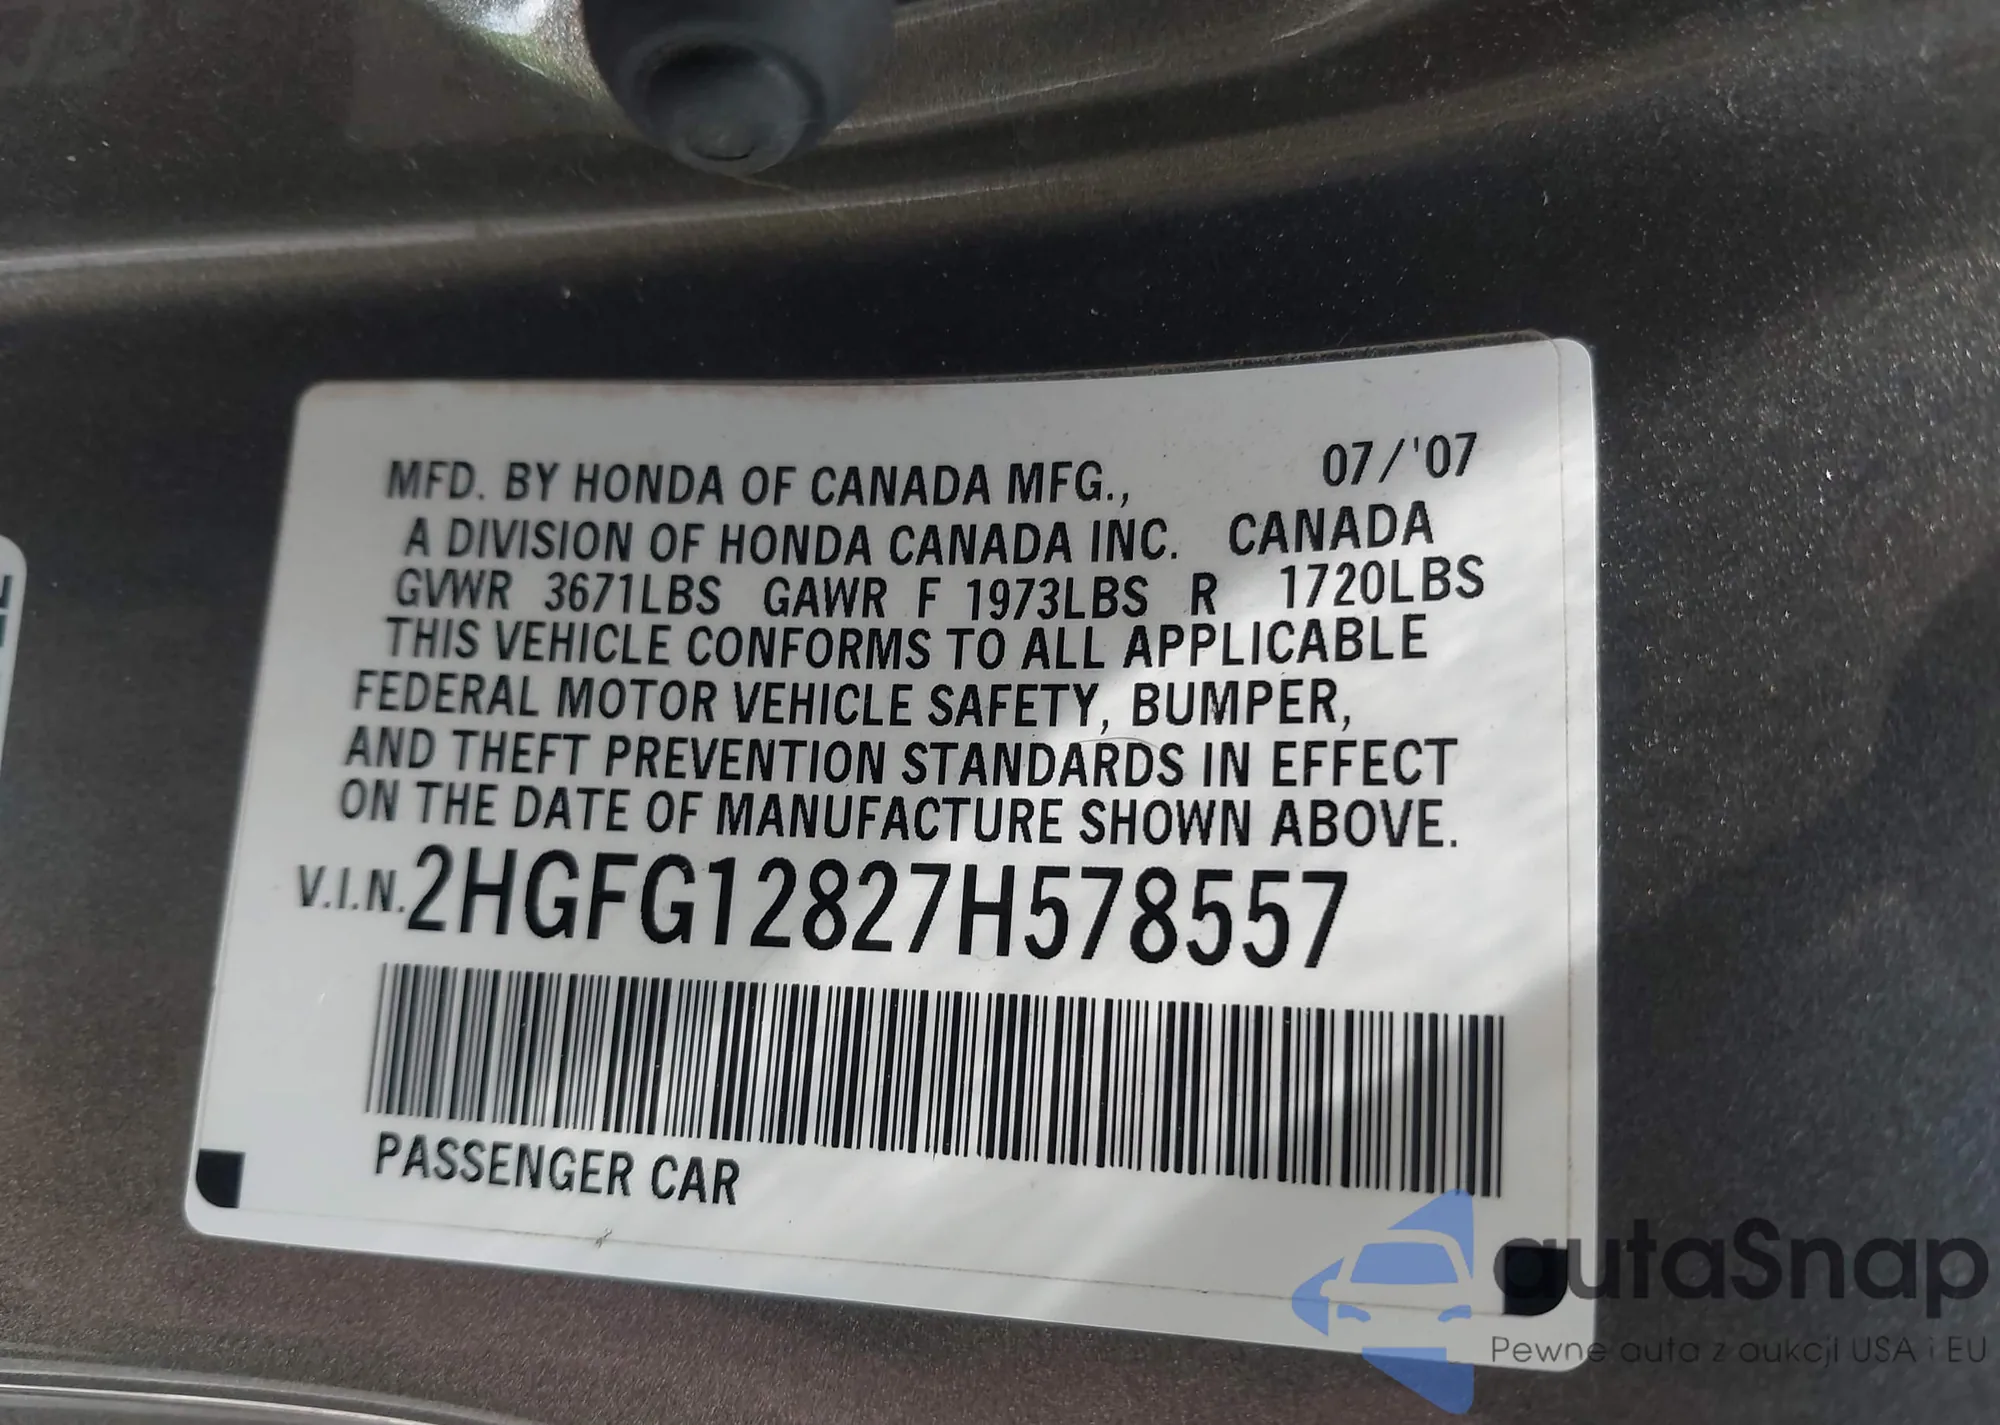 MFD. BY HONDA OF CANADA MFG., 07/'07
A DIVISION OF HONDA CANADA INC. CANADA
GVWR 3671LBS GAWR F 1973LBS R 1720LBS
THIS VEHICLE CONFORMS TO ALL APPLICABLE
FEDERAL MOTOR VEHICLE SAFETY, BUMPER,
AND THEFT PREVENTION STANDARDS IN EFFECT
ON THE DATE OF MANUFACTURE SHOWN ABOVE.
V.I.N. 2HGFG12827H578557
PASSENGER CAR
autaSnap
Pewne auta z aukcji USA i EU